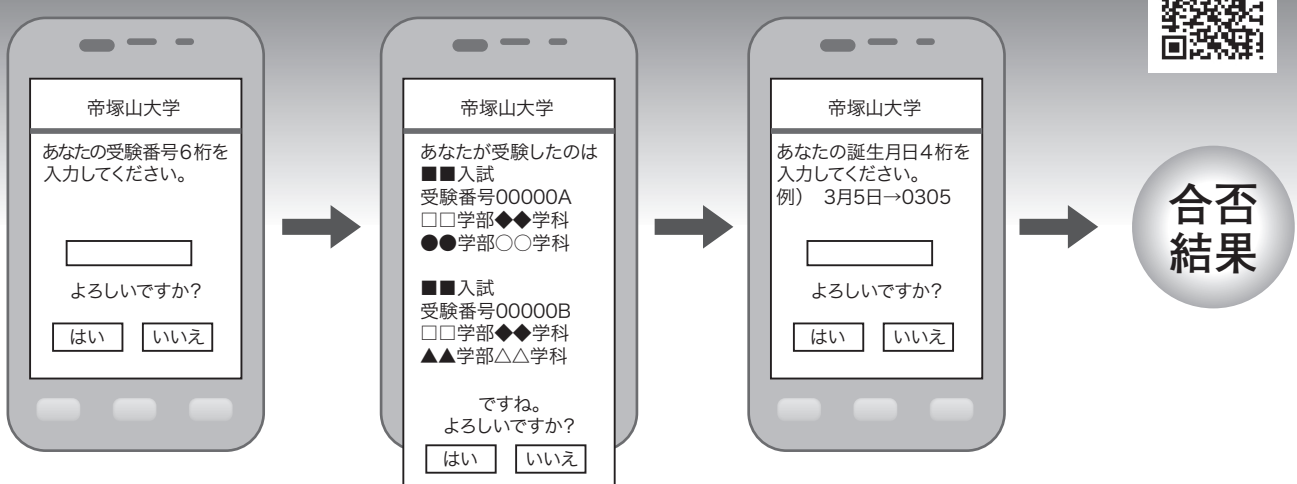 帝塚山大学
あなたの受験番号6桁を
入力してください。
よろしいですか?
はい いいえ
帝塚山大学
あなたが受験したのは
■■入試
受験番号00000A
□□学部◆◆学科
●●学部○○学科
■■入試
受験番号00000B
□□学部◆◆学科
▲▲学部△△学科
ですね。
よろしいですか?
はい いいえ
帝塚山大学
あなたの誕生月日4桁を
入力してください。
例) 3月5日→0305
よろしいですか?
はい いいえ
合否
結果